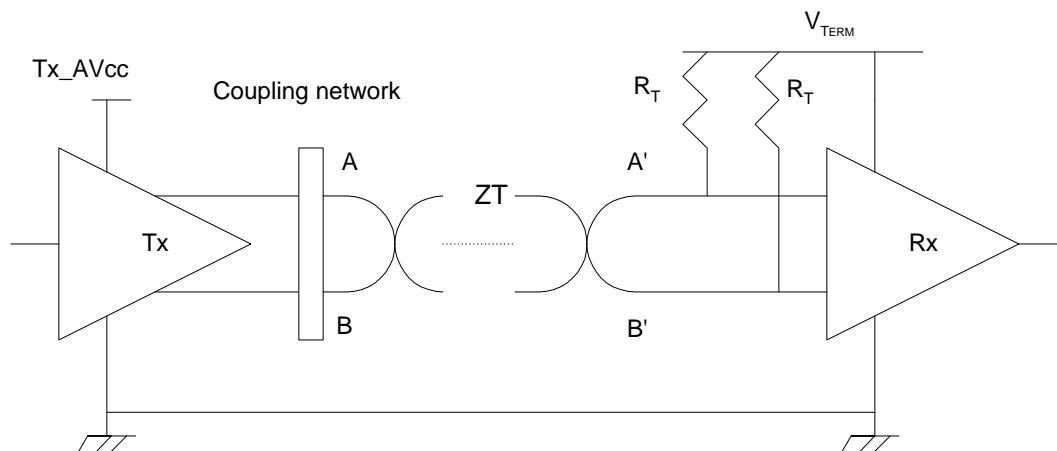 V_TERM
Tx_AVcc
Coupling network
R_T
R_T
A
A'
ZT
Tx
Rx
B
B'